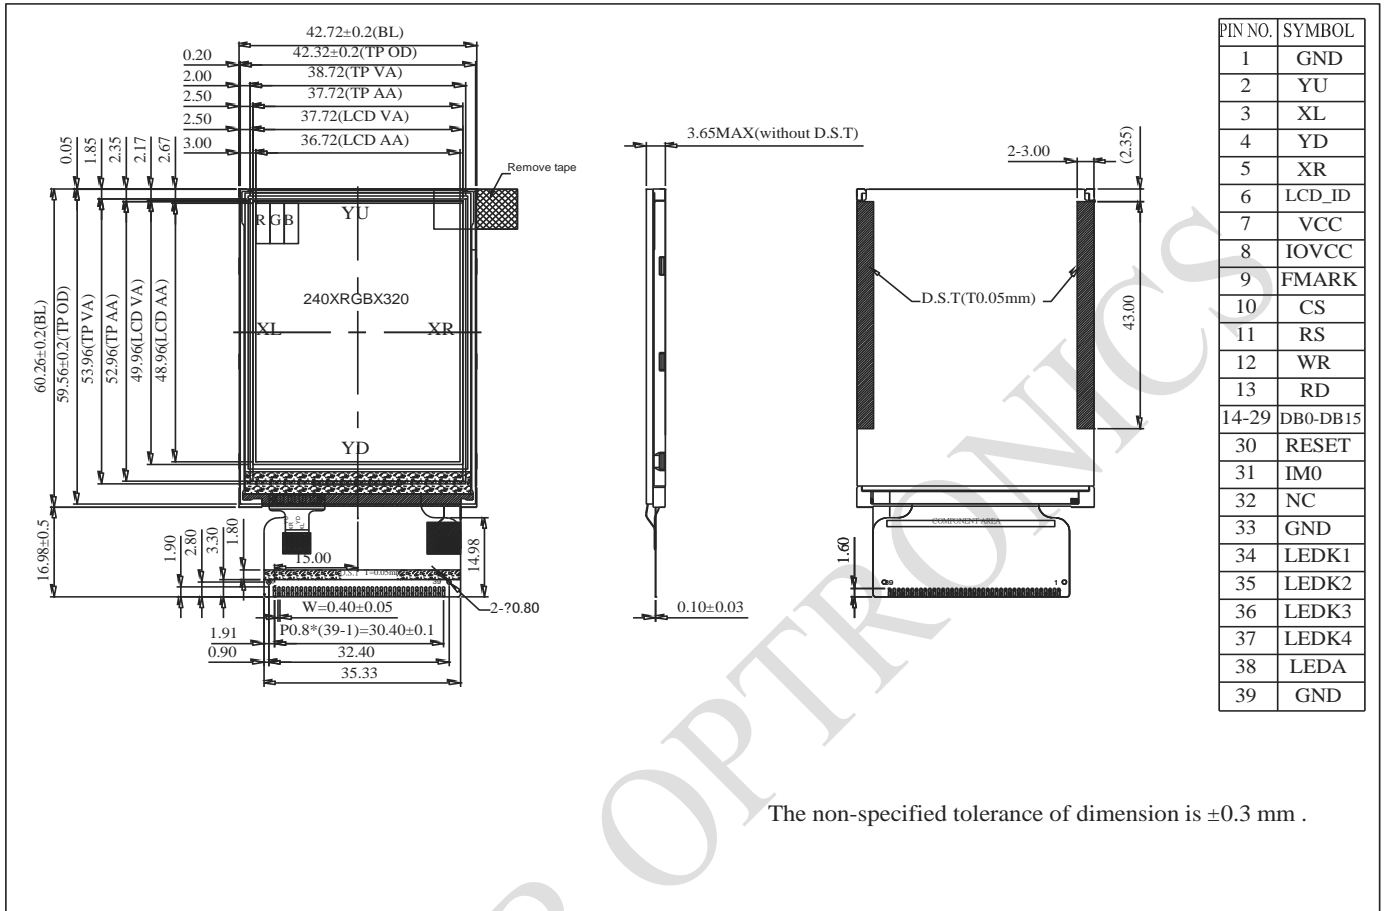 42.72±0.2(BL)
42.32±0.2(TP OD)
38.72(TP VA)
37.72(TP AA)
37.72(LCD VA)
36.72(LCD AA)
0.20
2.00
2.50
2.50
3.00
0.05
1.85
2.35
2.17
2.67
Remove tape
R G B
YU
240XRGBX320
XL
XR
YD
60.26±0.2(BL)
59.56±0.2(TP OD)
53.96(TP VA)
52.96(TP AA)
49.96(LCD VA)
48.96(LCD AA)
16.98±0.5
1.90
2.80
3.30
1.80
15.00
14.98
D.S.T T=0.05mm
39
W=0.40±0.05
2-?0.80
P0.8*(39-1)=30.40±0.1
1.91
0.90
32.40
35.33
3.65MAX(without D.S.T)
0.10±0.03
2-3.00
(2.35)
D.S.T(T0.05mm)
43.00
COMPONENT AREA
1.60
39
1
PIN NO. SYMBOL
1 GND
2 YU
3 XL
4 YD
5 XR
6 LCD_ID
7 VCC
8 IOVCC
9 FMARK
10 CS
11 RS
12 WR
13 RD
14-29 DB0-DB15
30 RESET
31 IM0
32 NC
33 GND
34 LEDK1
35 LEDK2
36 LEDK3
37 LEDK4
38 LEDA
39 GND
The non-specified tolerance of dimension is ±0.3 mm .
OPTRONICS